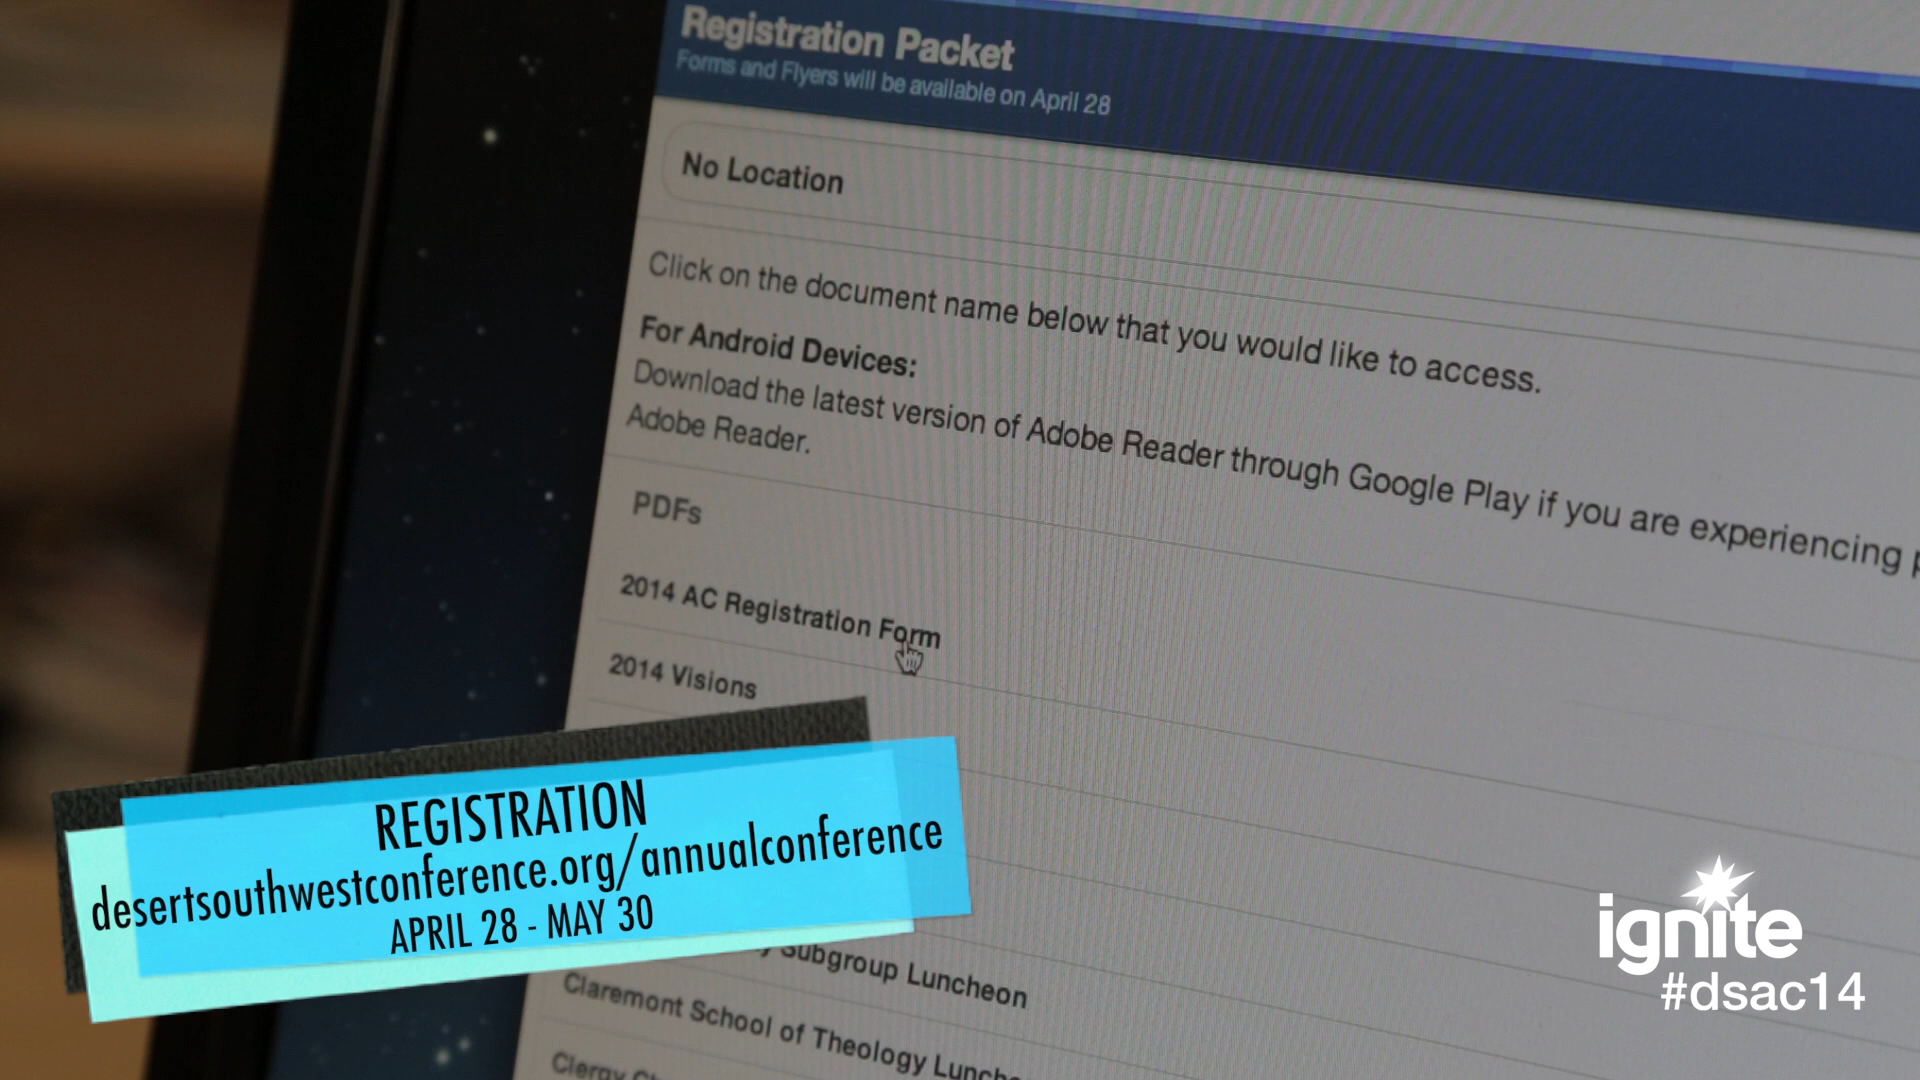 Registration Packet
Forms and Flyers will be available on April 28
No Location
Click on the document name below that you would like to access.
For Android Devices:
Download the latest version of Adobe Reader through Google Play if you are experiencing
Adobe Reader.
PDFs
2014 AC Registration Form
2014 Visions
REGISTRATION
desertsouthwestconference.org/annualconference
APRIL 28 - MAY 30
Subgroup Luncheon
Claremont School of Theology
Clergy
ignite
#dsac14